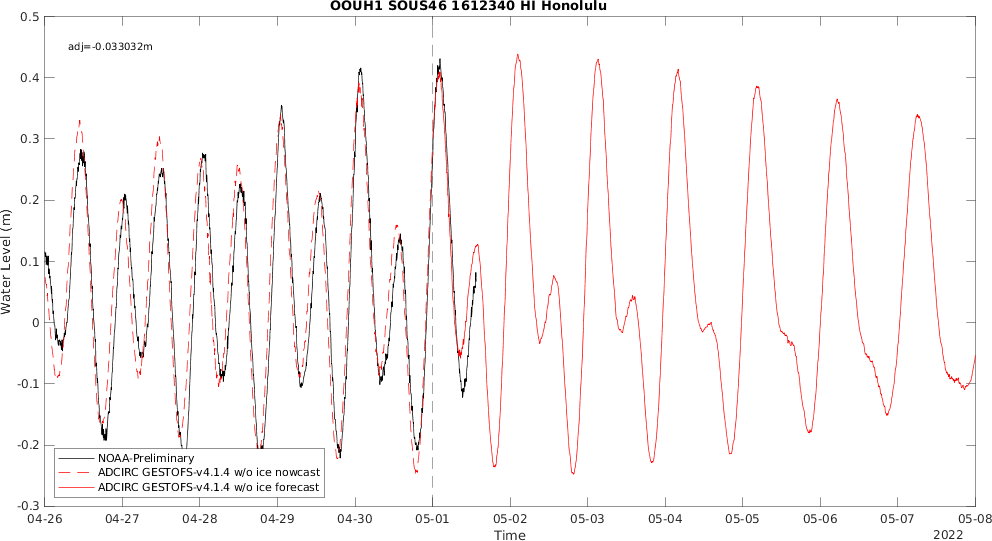 OOUH1 SOUS46 1612340 HI Honolulu
adj=-0.033032m
Water Level (m)
0.5
0.4
0.3
0.2
0.1
0
-0.1
-0.2
-0.3
NOAA-Preliminary
ADCIRC GESTOFS-v4.1.4 w/o ice nowcast
ADCIRC GESTOFS-v4.1.4 w/o ice forecast
04-26 04-27 04-28 04-29 04-30 05-01 05-02 05-03 05-04 05-05 05-06 05-07 05-08
Time
2022